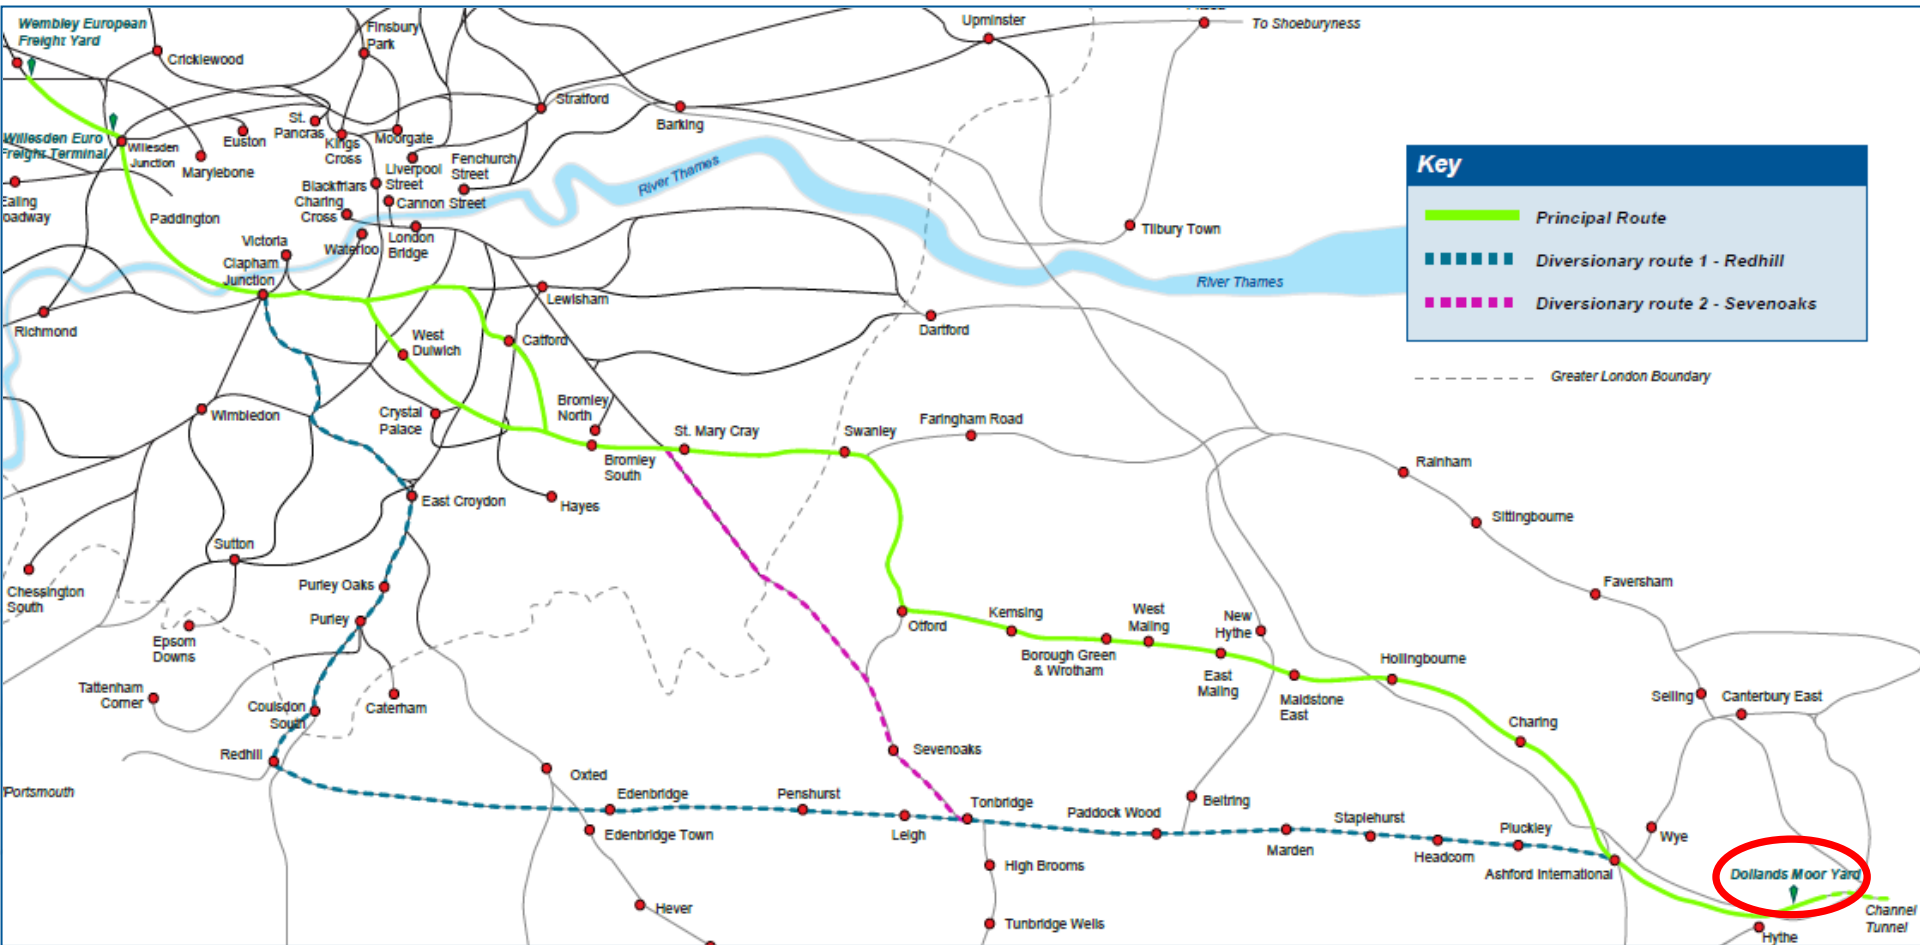 Wembley European
Freight Yard
Cricklewood
Finsbury
Park
Upminster
To Shoeburyness
Stratford
Barking
Willesden Euro
Freight Terminal
Willesden
Junction
Euston
St.
Pancras
Kings
Cross
Moorgate
Marylebone
Liverpool
Street
Fenchurch
Street
Blackfriars
Charing
Cross
Cannon Street
River Thames
Ealing
oadway
Paddington
Victoria
Waterloo
London
Bridge
Clapham
Junction
Tilbury Town
River Thames
Key
Principal Route
Diversionary route 1 - Redhill
Diversionary route 2 - Sevenoaks
Greater London Boundary
Richmond
Lewisham
Dartford
West
Dulwich
Catford
Wimbledon
Crystal
Palace
Bromley
North
Bromley
South
St. Mary Cray
Swanley
Faringham Road
Rainham
East Croydon
Hayes
Sittingbourne
Sutton
Chessington
South
Purley Oaks
Purley
Epsom
Downs
Faversham
Otford
Kemsing
Borough Green
& Wrotham
West
Maling
New
Hythe
East
Maling
Maidstone
East
Hollingbourne
Tattenham
Corner
Coulsdon
South
Caterham
Selling
Canterbury East
Charing
Redhill
Sevenoaks
Oxted
Portsmouth
Edenbridge
Edenbridge Town
Penshurst
Leigh
Tonbridge
Paddock Wood
Beltring
Marden
Staplehurst
Headcorn
Pluckley
Ashford International
Wye
High Brooms
Dollands Moor Yard
Hever
Tunbridge Wells
Channel
Tunnel
Hythe